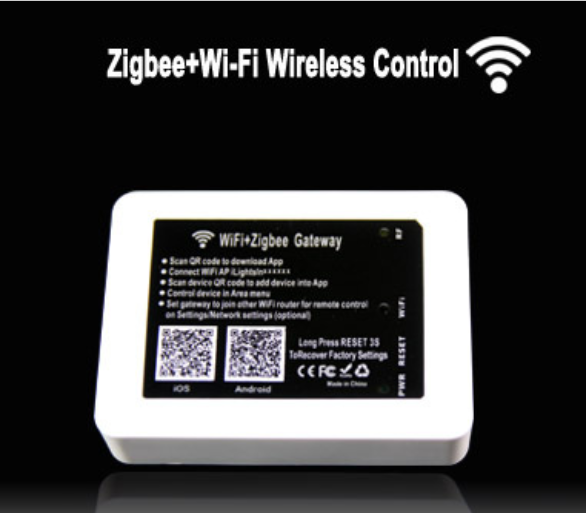 Zigbee+Wi-Fi Wireless Control
WiFi+Zigbee Gateway
Scan QR code to download App
Connect WiFi AP iLightsIn******
Scan device QR code to add device into App
Control device in Area menu
Set gateway to join other WiFi router for remote control
on Settings/Network settings (optional)
Long Press RESET 3S
ToRecover Factory Settings
CE FC
Made in China
iOS
Android
RF
WiFi
RESET
PWR